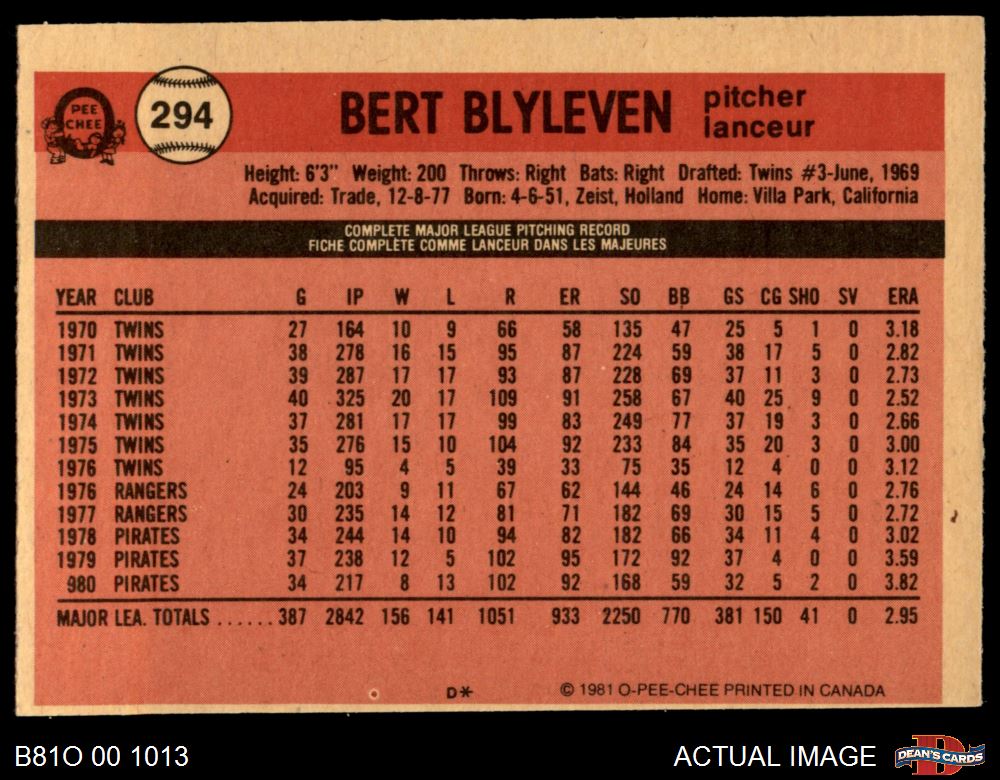 PEE
CHEE
294
BERT BLYLEVEN pitcher
lanceur
Height: 6'3" Weight: 200 Throws: Right Bats: Right Drafted: Twins #3-June, 1969
Acquired: Trade, 12-8-77 Born: 4-6-51, Zeist, Holland Home: Villa Park, California
COMPLETE MAJOR LEAGUE PITCHING RECORD
FICHE COMPLÈTE COMME LANCEUR DANS LES MAJEURES
YEAR CLUB G IP W L R ER SO BB GS CG SHO SV ERA
1970 TWINS 27 164 10 9 66 58 135 47 25 5 1 0 3.18
1971 TWINS 38 278 16 15 95 87 224 59 38 17 5 0 2.82
1972 TWINS 39 287 17 17 93 87 228 69 37 11 3 0 2.73
1973 TWINS 40 325 20 17 109 91 258 67 40 25 9 0 2.52
1974 TWINS 37 281 17 17 99 83 249 77 37 19 3 0 2.66
1975 TWINS 35 276 15 10 104 92 233 84 35 20 3 0 3.00
1976 TWINS 12 95 4 5 39 33 75 35 12 4 0 0 3.12
1976 RANGERS 24 203 9 11 67 62 144 46 24 14 6 0 2.76
1977 RANGERS 30 235 14 12 81 71 182 69 30 15 5 0 2.72
1978 PIRATES 34 244 14 10 94 82 182 66 34 11 4 0 3.02
1979 PIRATES 37 238 12 5 102 95 172 92 37 4 0 0 3.59
980 PIRATES 34 217 8 13 102 92 168 59 32 5 2 0 3.82
MAJOR LEA. TOTALS ...... 387 2842 156 141 1051 933 2250 770 381 150 41 0 2.95
D* © 1981 O-PEE-CHEE PRINTED IN CANADA
B81O 00 1013 ACTUAL IMAGE DEAN'S CARDS